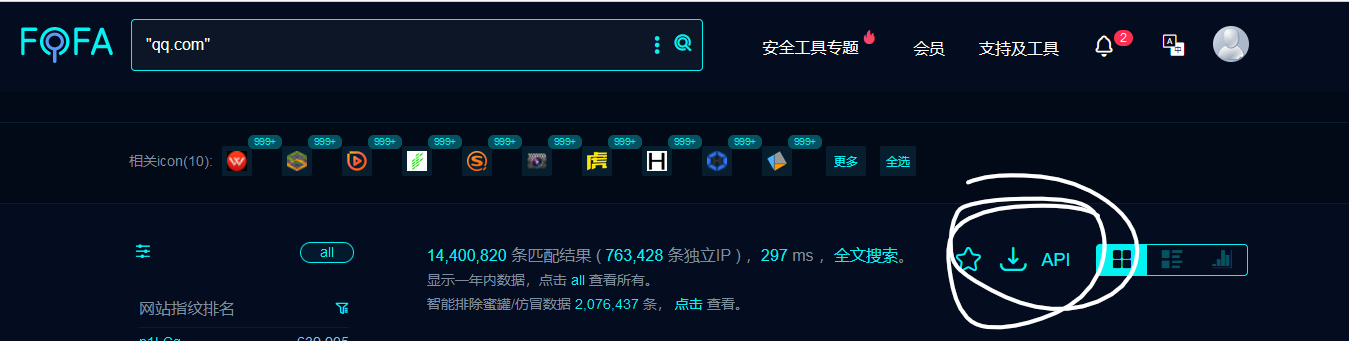 FOFA
"qq.com"
安全工具专题 会员 支持及工具 2
999+ 999+ 999+ 999+ 999+ 999+ 999+ 999+ 999+ 999+
相关icon(10): 更多 全选
all
14,400,820 条匹配结果 ( 763,428 条独立IP ) ，297 ms ，全文搜索。
API
显示一年内数据，点击 all 查看所有。
智能排除蜜罐/仿冒数据 2,076,437 条， 点击 查看。
网站指纹排名